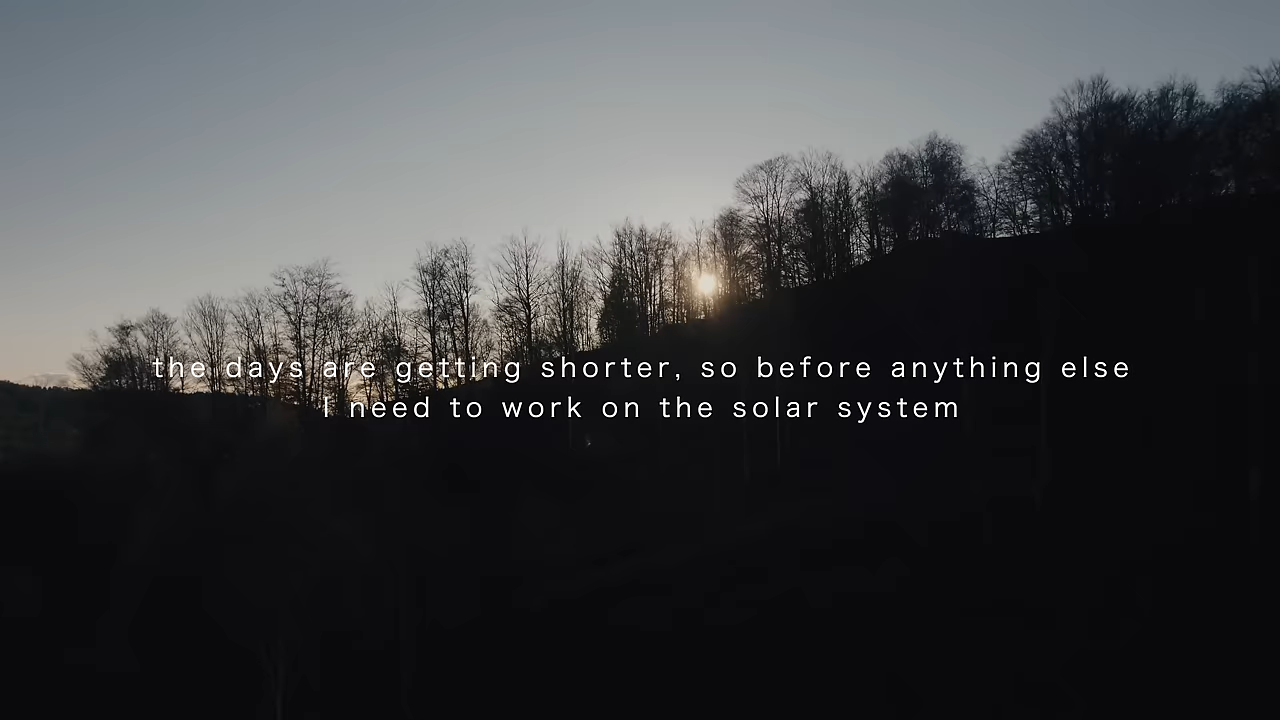 the days are getting shorter, so before anything else
I need to work on the solar system